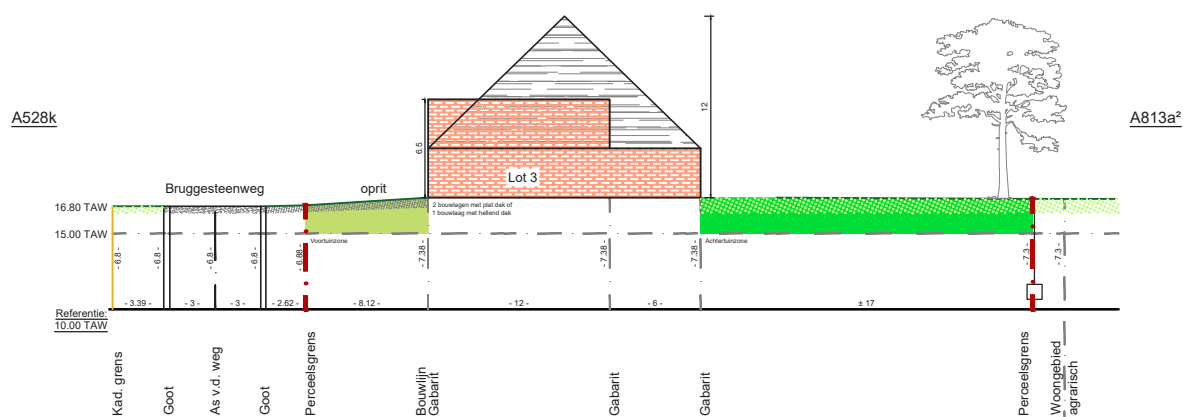 A528k
A813a²
12
6.5
Lot 3
Bruggesteenweg
oprit
16.80 TAW
2 bouwlagen met plat dak of
1 bouwlaag met hellend dak
15.00 TAW
Voortuinzone
Achtertuinzone
- 6.8 -
- 6.8 -
- 6.8 -
- 6.8 -
- 6.88 -
- 7.38 -
- 7.38 -
- 7.38 -
- 7.3 -
- 7.3 -
- 3.39 -
- 3 -
- 3 -
- 2.62 -
- 8.12 -
- 12 -
- 6 -
± 17
Referentie:
10.00 TAW
Kad. grens
Goot
As v.d. weg
Goot
Perceelsgrens
Bouwlijn
Gabarit
Gabarit
Gabarit
Perceelsgrens
Woongebied
agrarisch